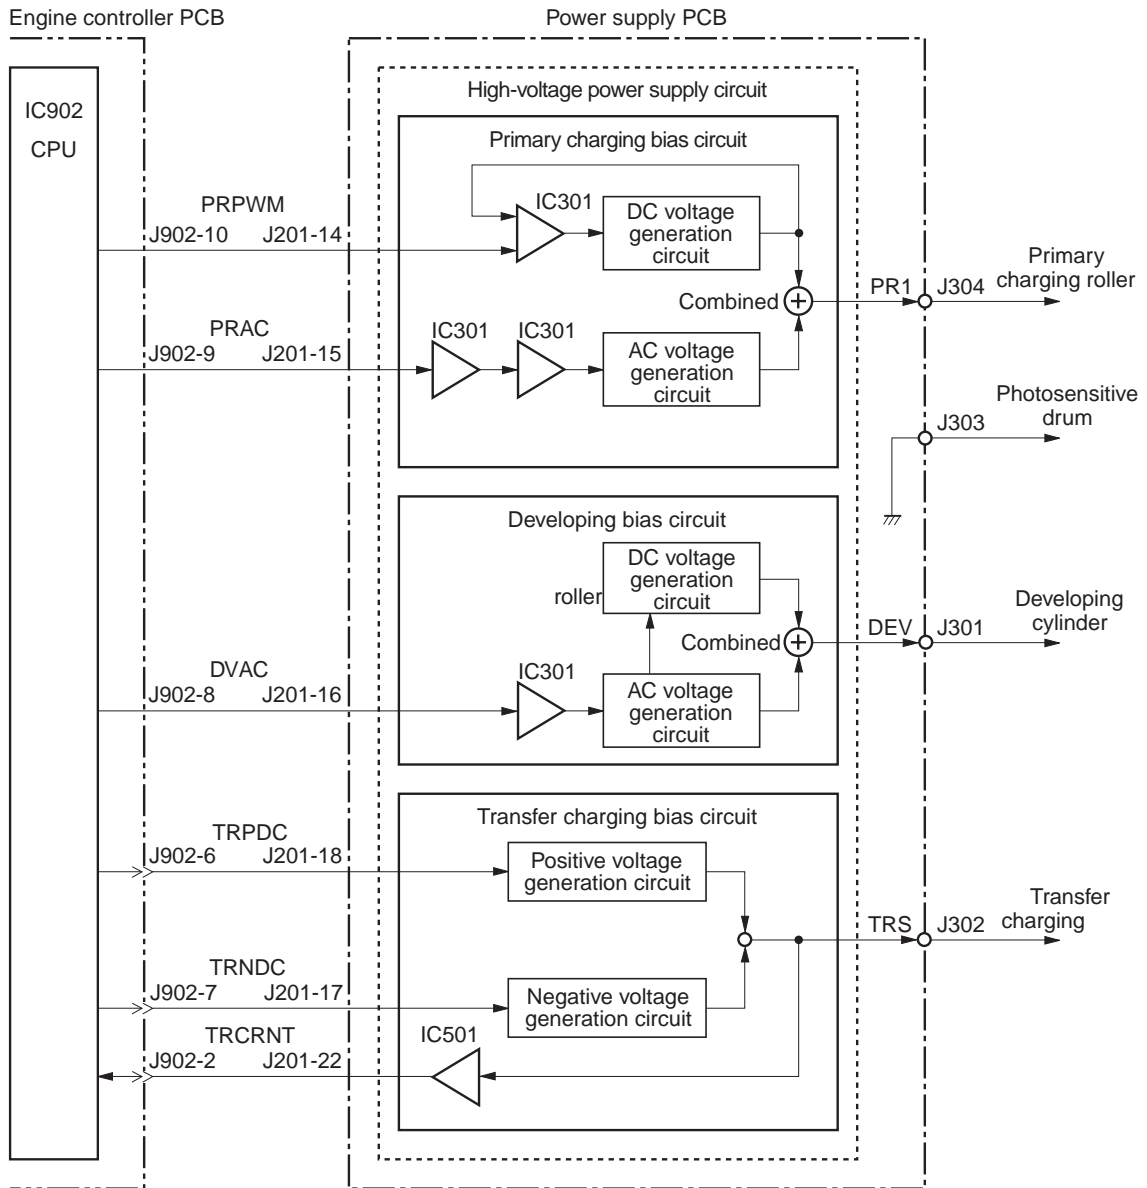 Engine controller PCB
Power supply PCB
IC902
CPU
High-voltage power supply circuit
Primary charging bias circuit
PRPWM
J902-10 J201-14
IC301
DC voltage
generation
circuit
Combined
PR1
J304
Primary
charging roller
PRAC
J902-9 J201-15
IC301
IC301
AC voltage
generation
circuit
Photosensitive
drum
J303
Developing bias circuit
DC voltage
generation
circuit
roller
Combined
DEV
J301
Developing
cylinder
DVAC
J902-8 J201-16
IC301
AC voltage
generation
circuit
Transfer charging bias circuit
TRPDC
J902-6 J201-18
Positive voltage
generation circuit
TRS
J302
Transfer
charging
TRNDC
J902-7 J201-17
Negative voltage
generation circuit
TRCRNT
J902-2 J201-22
IC501